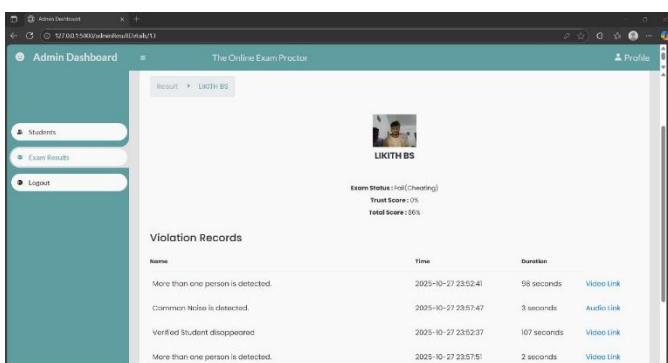 Admin Dashboard
127.0.0.1:5000/adminResultDetails/13
Admin Dashboard
The Online Exam Proctor
Profile
Result
LIKITH BS
Students
Exam Results
Logout
LIKITH BS
Exam Status : Fail(Cheating)
Trust Score : 0%
Total Score : 86%
Violation Records
Name Time Duration
More than one person is detected. 2025-10-27 23:52:41 98 seconds Video Link
Common Noise is detected. 2025-10-27 23:57:47 3 seconds Audio Link
Verified Student disappeared 2025-10-27 23:52:37 107 seconds Video Link
More than one person is detected. 2025-10-27 23:57:51 2 seconds Video Link